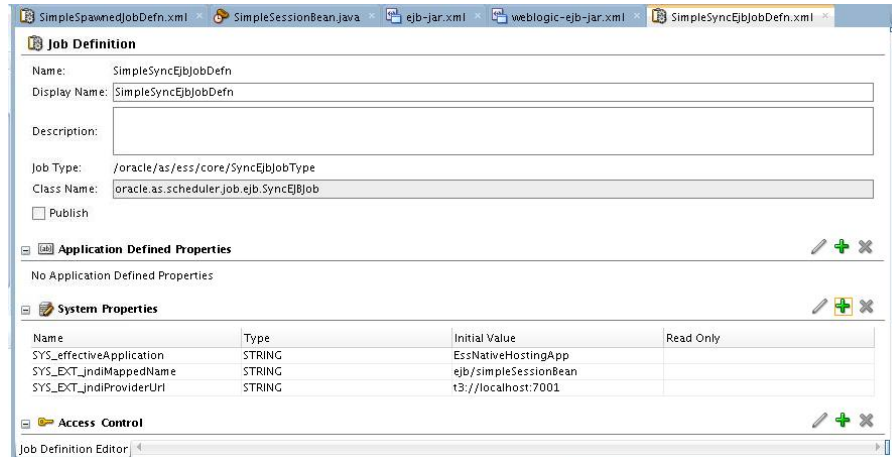 SimpleSpawnedJobDefn.xml SimpleSessionBean.java ejb-jar.xml weblogic-ejb-jar.xml SimpleSyncEjbJobDefn.xml
Job Definition
Name: SimpleSyncEjbJobDefn
Display Name: SimpleSyncEjbJobDefn
Description:
Job Type: /oracle/as/ess/core/SyncEjbJobType
Class Name: oracle.as.scheduler.job.ejb.SyncEJBJob
Publish
Application Defined Properties
No Application Defined Properties
System Properties
Name Type Initial Value Read Only
SYS_effectiveApplication STRING EssNativeHostingApp
SYS_EXT_jndiMappedName STRING ejb/simpleSessionBean
SYS_EXT_jndiProviderUrl STRING t3://localhost:7001
Access Control
Job Definition Editor